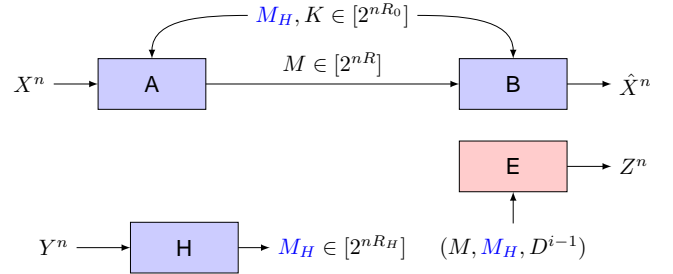 M_H, K ∈ [2^{nR_0}]
X^n A M ∈ [2^{nR}] B X̂^n
E Z^n
Y^n H M_H ∈ [2^{nR_H}] (M, M_H, D^{i−1})